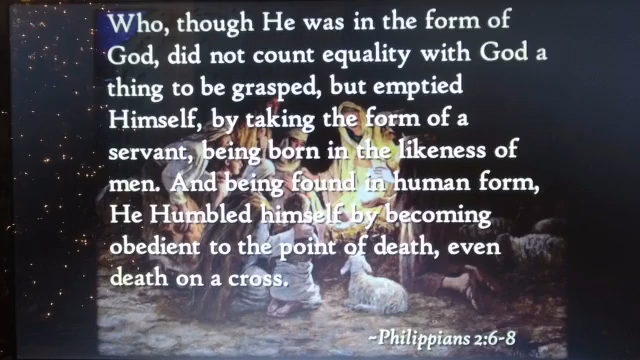 Who, though He was in the form of
God, did not count equality with God a
thing to be grasped, but emptied
Himself, by taking the form of a
servant, being born in the likeness of
men. And being found in human form,
He Humbled himself by becoming
obedient to the point of death, even
death on a cross.
~Philippians 2:6-8